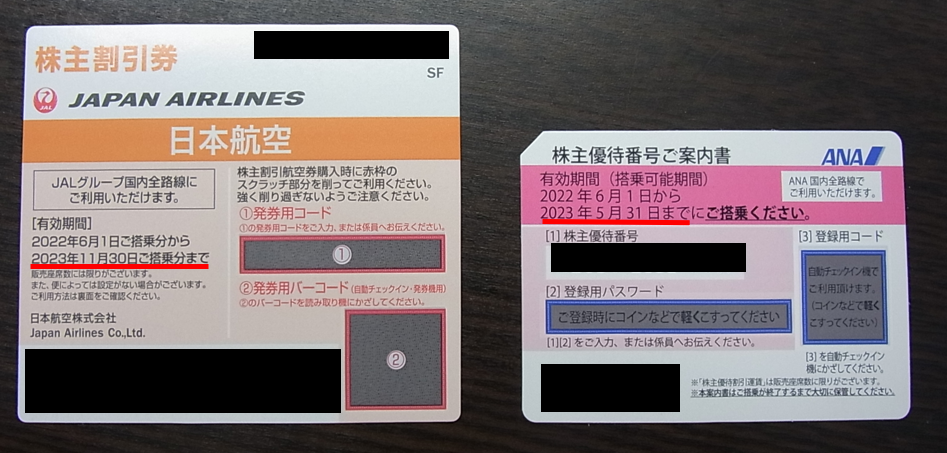 株主割引券
SF
JAL
JAPAN AIRLINES
日本航空
JALグループ国内全路線に
ご利用いただけます。
[有効期間]
2022年6月1日ご搭乗分から
2023年11月30日ご搭乗分まで
販売座席数には限りがございます。
また、便によっては設定がない場合がございます。
ご利用方法は裏面をご確認ください。
日本航空株式会社
Japan Airlines Co.,Ltd.
株主割引航空券購入時に赤枠の
スクラッチ部分を削ってご利用ください。
強く削り過ぎないようご注意ください。
①発券用コード
①の発券用コードをご入力、または係員へお伝えください。
①
②発券用バーコード(自動チェックイン・発券機用)
②のバーコードを読み取り機にかざしてください。
②
株主優待番号ご案内書
ANA
有効期間（搭乗可能期間）
2022年6月1日から
2023年5月31日までにご搭乗ください。
ANA国内全路線で
ご利用いただけます。
[1] 株主優待番号
[2] 登録用パスワード
ご登録時にコインなどで軽くこすってください
[1][2] をご入力、または係員へお伝えください。
[3] 登録用コード
自動チェックイン機で
ご利用頂けます。
(コインなどで軽く
こすってください)
[3] を自動チェックイン
機にかざしてください。
※「株主優待割引運賃」は販売座席数に限りがございます。
※本案内書はご搭乗が終了するまで大切に保管してください。